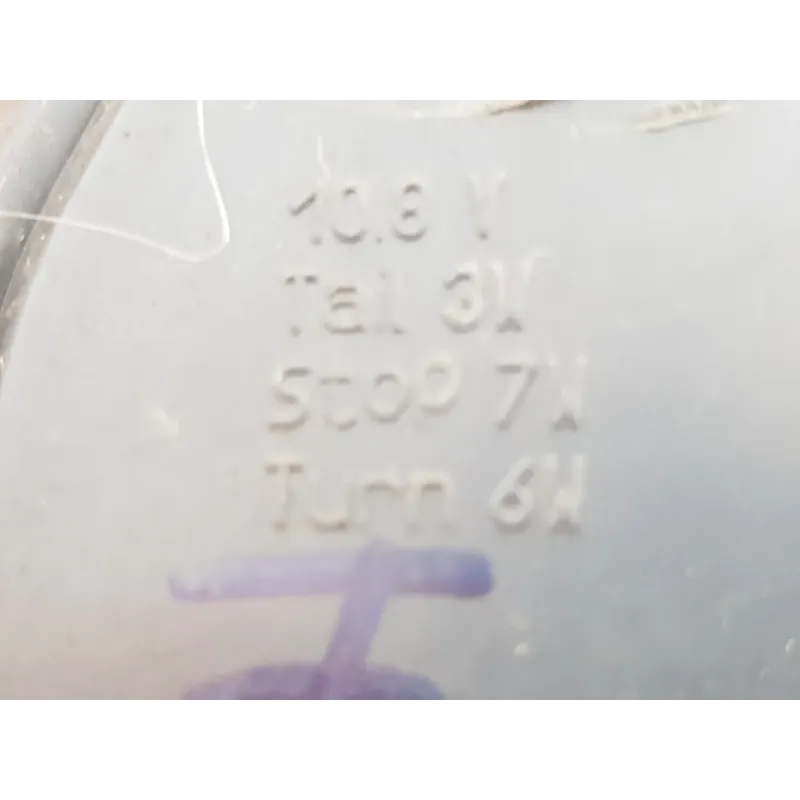 10.8 V
Tail 3W
Stop 7W
Turn 6W